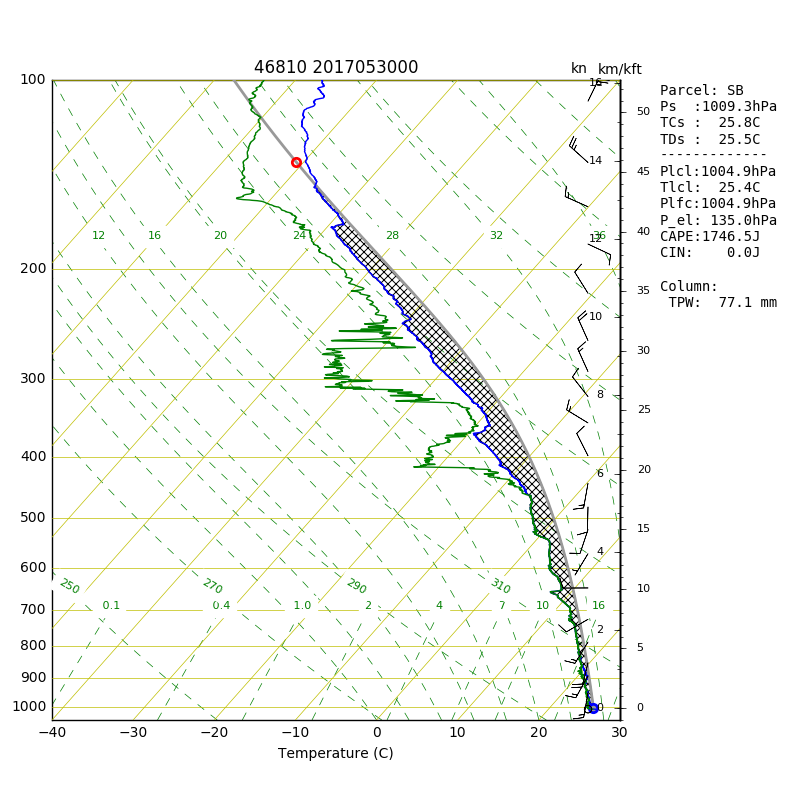 46810 2017053000
kn km/kft
Parcel: SB
Ps  :1009.3hPa
TCs :  25.8C
TDs :  25.5C
-------------
Plcl:1004.9hPa
Tlcl:  25.4C
Plfc:1004.9hPa
P_el: 135.0hPa
CAPE:1746.5J
CIN:    0.0J
Column:
TPW:  77.1 mm
100
200
300
400
500
600
700
800
900
1000
16
14
12
10
8
6
4
2
0
50
45
40
35
30
25
20
15
10
5
0
12 16 20 24 28 32 36
250 270 290 310
0.1 0.4 1.0 2 4 7 10 16
−40 −30 −20 −10 0 10 20 30
Temperature (C)